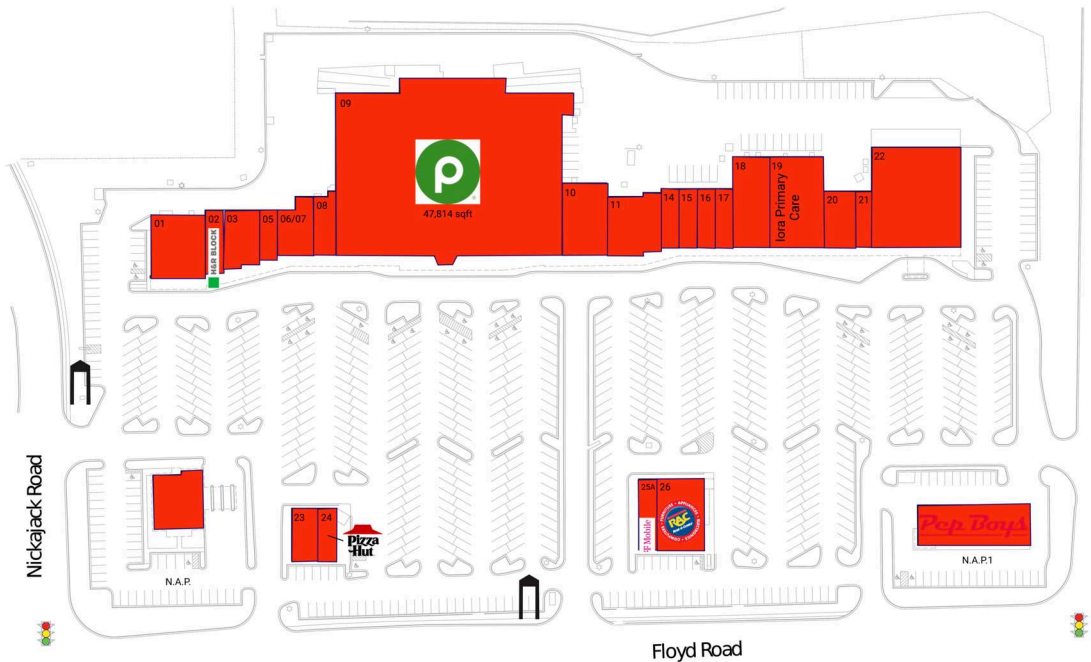 09
47,814 sqft
01
02
H&R BLOCK
03
05
06/07
08
10
11
14
15
16
17
18
19
Iora Primary
Care
20
21
22
Nickajack Road
N.A.P.
23
24
Pizza
Hut
25A
T Mobile
26
RAC
Pep Boys
N.A.P.1
Floyd Road